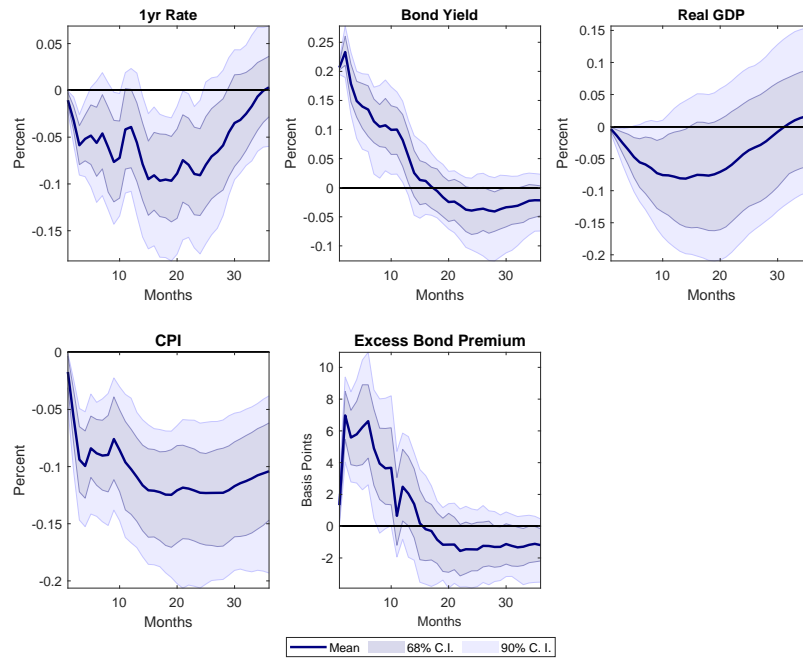 1yr Rate
0.05
0
-0.05
-0.1
-0.15
Percent
10 20 30
Months
Bond Yield
0.25
0.2
0.15
0.1
0.05
0
-0.05
-0.1
Percent
10 20 30
Months
Real GDP
0.15
0.1
0.05
0
-0.05
-0.1
-0.15
-0.2
Percent
10 20 30
Months
CPI
0
-0.05
-0.1
-0.15
-0.2
Percent
10 20 30
Months
Excess Bond Premium
10
8
6
4
2
0
-2
Basis Points
10 20 30
Months
Mean 68% C.I. 90% C. I.